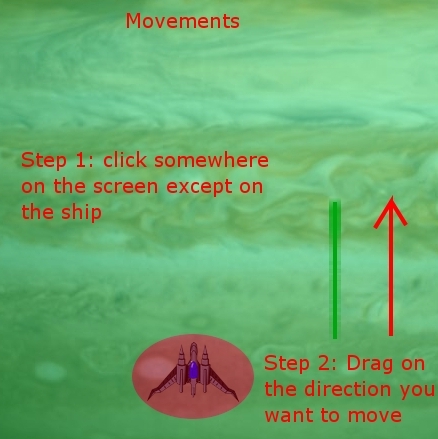 Movements
Step 1: click somewhere
on the screen except on
the ship
Step 2: Drag on
the direction you
want to move